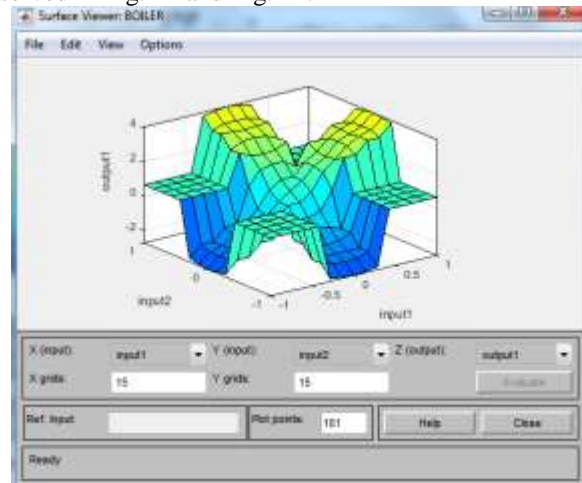 Surface Viewer: BOILER
File Edit View Options
4
2
0
-2
output1
1
0
-1
input2
-1
-0.5
0
0.5
1
input1
X (input): input1 Y (input): input2 Z (output): output1
X grids: 15 Y grids: 15 Evaluate
Ref. Input: Plot points: 101 Help Close
Ready